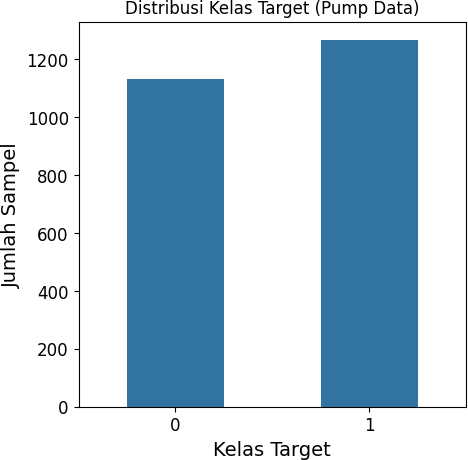 Distribusi Kelas Target (Pump Data)
Jumlah Sampel
1200
1000
800
600
400
200
0
0 1
Kelas Target